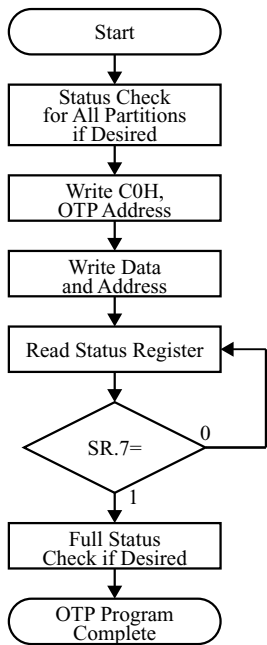 Start
Status Check
for All Partitions
if Desired
Write C0H,
OTP Address
Write Data
and Address
Read Status Register
SR.7=
0
1
Full Status
Check if Desired
OTP Program
Complete